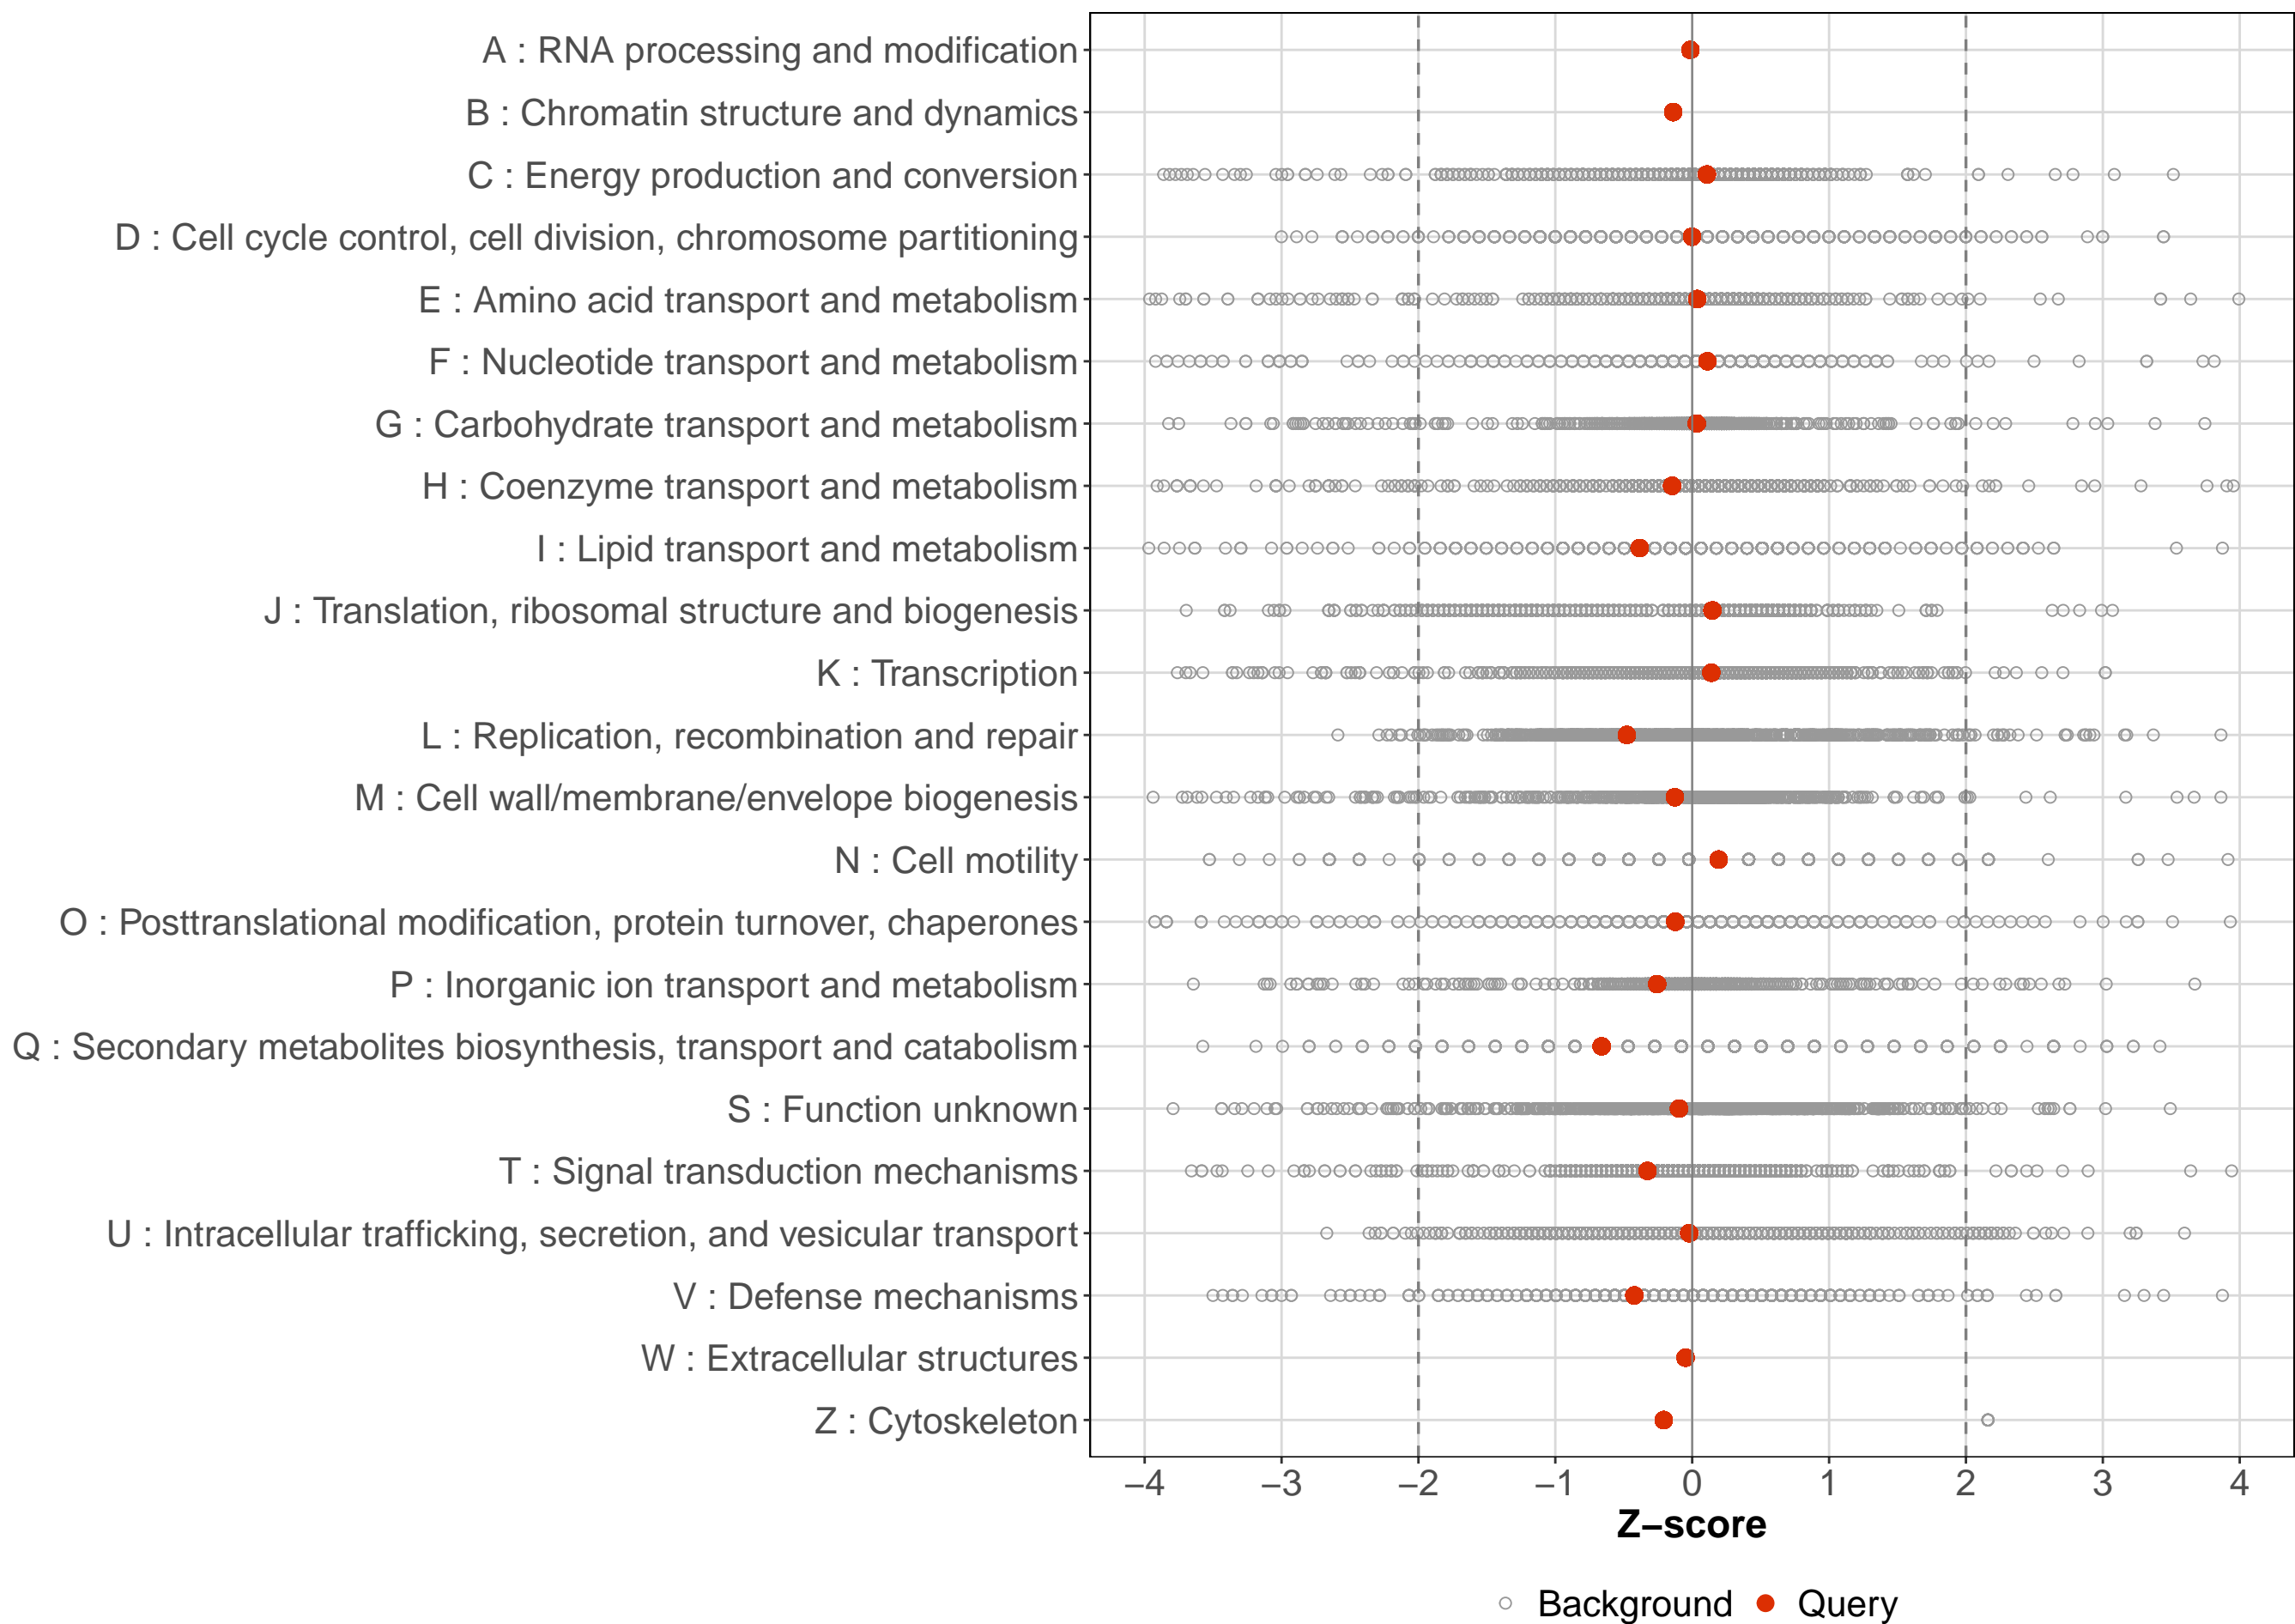 A : RNA processing and modification
B : Chromatin structure and dynamics
C : Energy production and conversion
D : Cell cycle control, cell division, chromosome partitioning
E : Amino acid transport and metabolism
F : Nucleotide transport and metabolism
G : Carbohydrate transport and metabolism
H : Coenzyme transport and metabolism
I : Lipid transport and metabolism
J : Translation, ribosomal structure and biogenesis
K : Transcription
L : Replication, recombination and repair
M : Cell wall/membrane/envelope biogenesis
N : Cell motility
O : Posttranslational modification, protein turnover, chaperones
P : Inorganic ion transport and metabolism
Q : Secondary metabolites biosynthesis, transport and catabolism
S : Function unknown
T : Signal transduction mechanisms
U : Intracellular trafficking, secretion, and vesicular transport
V : Defense mechanisms
W : Extracellular structures
Z : Cytoskeleton
−4 −3 −2 −1 0 1 2 3 4
Z−score
Background Query